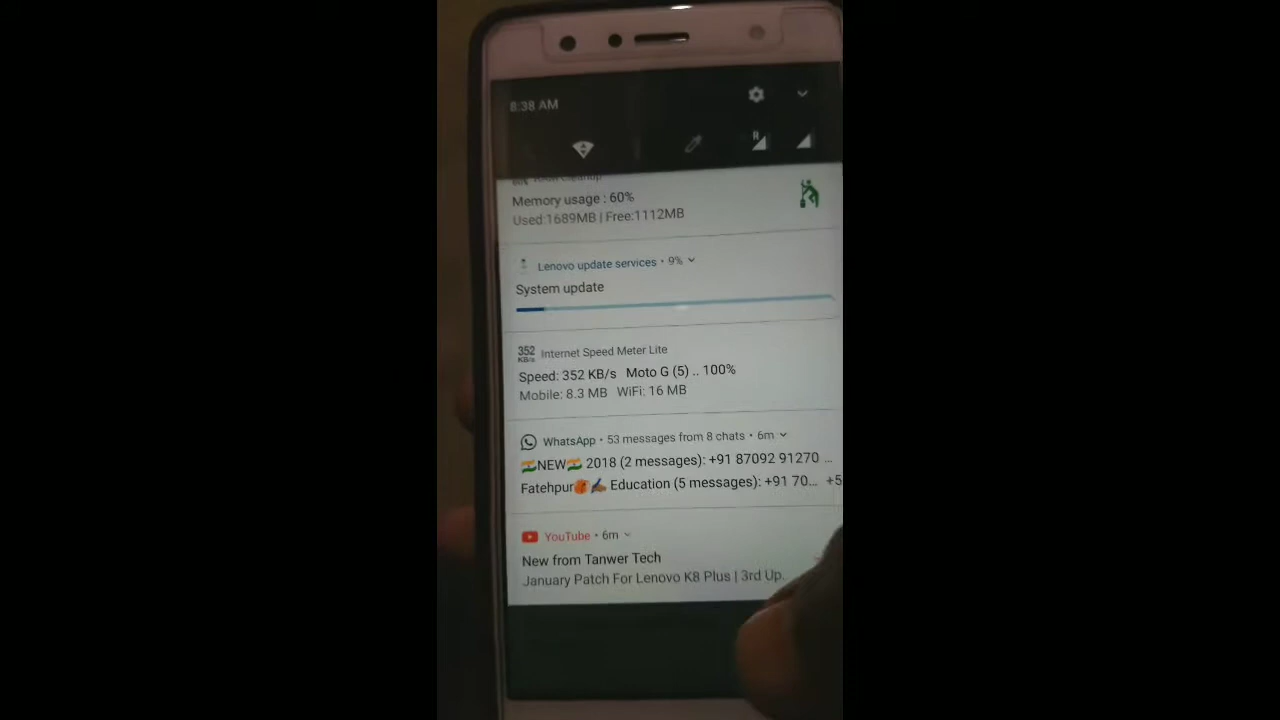 8:38 AM
R
RAM Cleanup
Memory usage : 60%
Used:1689MB | Free:1112MB
Lenovo update services • 9%
System update
352
KB/s
Internet Speed Meter Lite
Speed: 352 KB/s Moto G (5) .. 100%
Mobile: 8.3 MB WiFi: 16 MB
WhatsApp • 53 messages from 8 chats • 6m
🇮🇳NEW🇮🇳 2018 (2 messages): +91 87092 91270 ...
Fatehpur Education (5 messages): +91 70... +5
YouTube • 6m
New from Tanwer Tech
January Patch For Lenovo K8 Plus | 3rd Up.